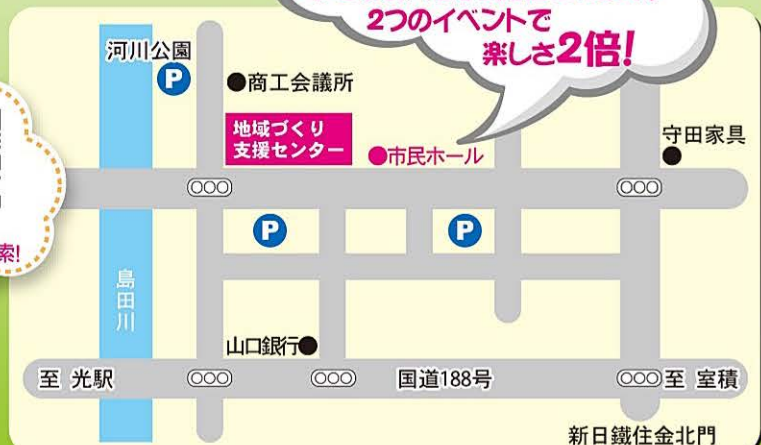 2つのイベントで
楽しさ2倍!
河川公園
P
●商工会議所
地域づくり
支援センター
●市民ホール
守田家具
索!
P
P
島田川
山口銀行●
至 光駅
国道188号
至 室積
新日鐵住金北門